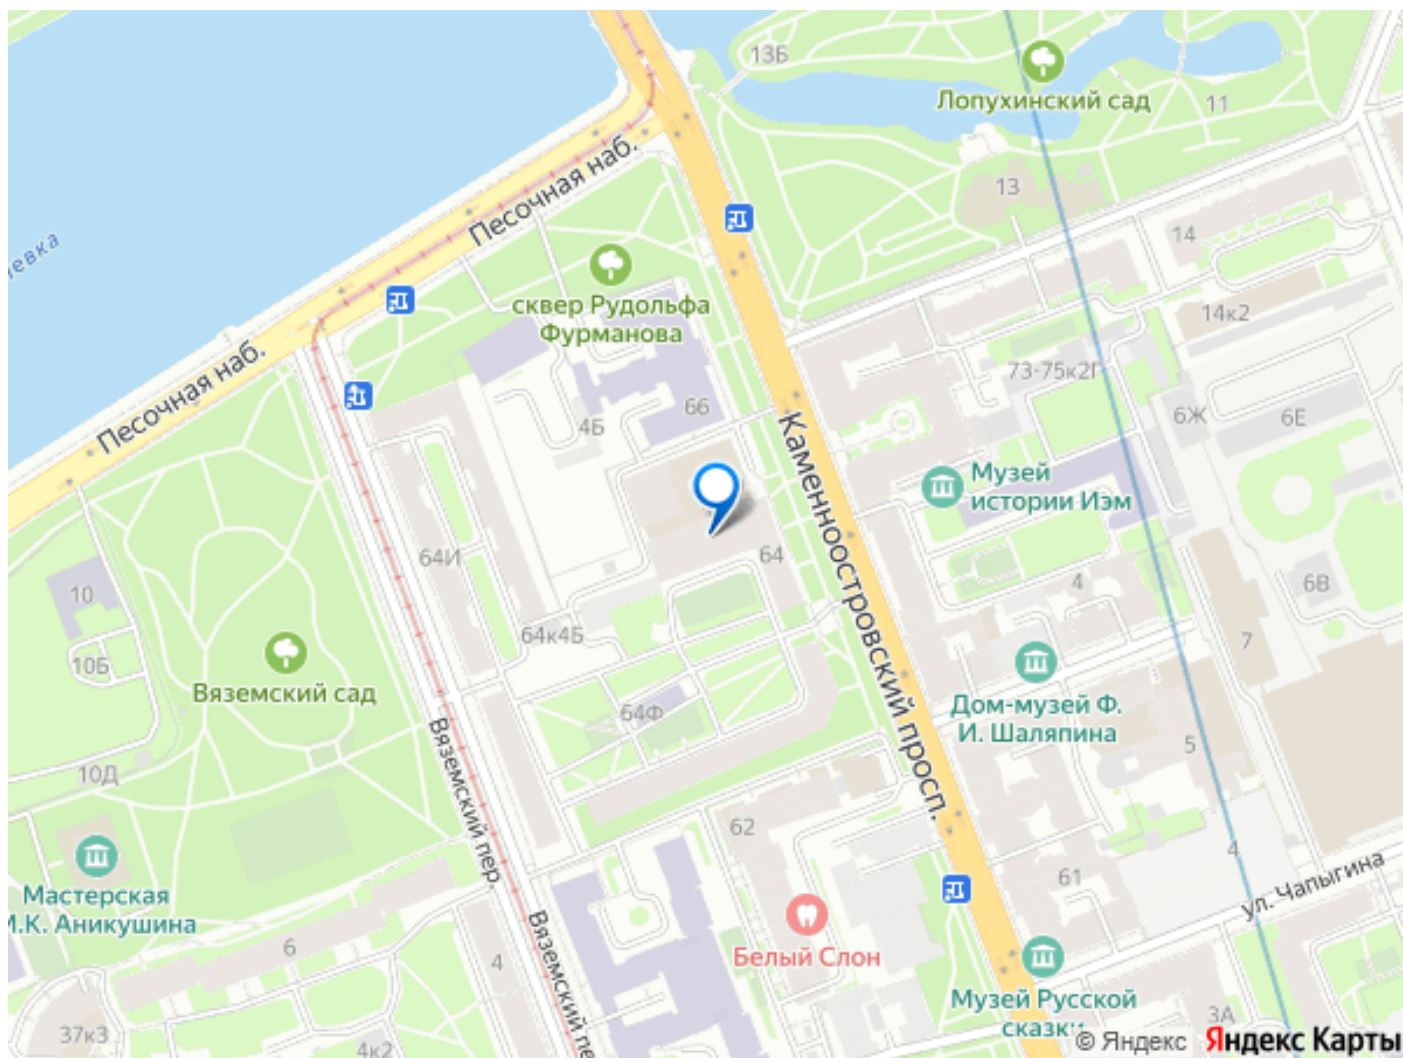 13Б
Лопухинский сад
11
Песочная наб.
13
14
сквер Рудольфа
Фурманова
14к2
Песочная наб.
73-75к2Г
66
4Б
6Ж
6Е
Каменноостровский просп.
Музей
истории Иэм
64И
64
4
6В
10
64к4Б
10Б
7
Вяземский сад
64Ф
Дом-музей Ф.
И. Шаляпина
5
10Д
Вяземский пер.
62
4
61
ул. Чапыгина
Мастерская
М.К. Аникушина
6
4
Вяземский пе
Белый Слон
Музей Русской
сказки
3А
37к3
4к2
© Яндекс Яндекс Карты